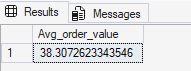 Results Messages
Avg_order_value
1 38.3072623343546